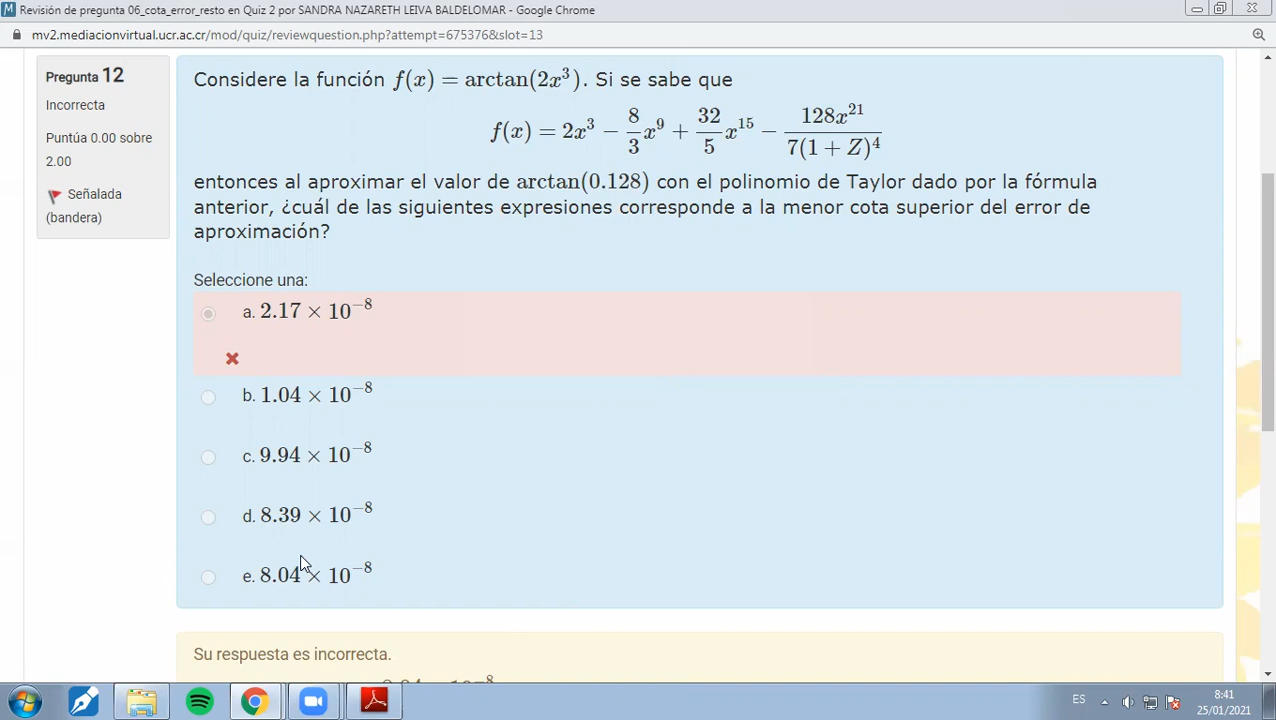 Revisión de pregunta 06_cota_error_resto en Quiz 2 por SANDRA NAZARETH LEIVA BALDELOMAR - Google Chrome
mv2.mediacionvirtual.ucr.ac.cr/mod/quiz/reviewquestion.php?attempt=675376&slot=13
Pregunta 12
Incorrecta
Puntúa 0.00 sobre
2.00
Señalada
(bandera)
Considere la función f(x) = arctan(2x³). Si se sabe que
f(x) = 2x³ − 8/3 x⁹ + 32/5 x¹⁵ − 128x²¹/7(1 + Z)⁴
entonces al aproximar el valor de arctan(0.128) con el polinomio de Taylor dado por la fórmula
anterior, ¿cuál de las siguientes expresiones corresponde a la menor cota superior del error de
aproximación?
Seleccione una:
a. 2.17 × 10⁻⁸
b. 1.04 × 10⁻⁸
c. 9.94 × 10⁻⁸
d. 8.39 × 10⁻⁸
e. 8.04 × 10⁻⁸
Su respuesta es incorrecta.
ES
8:41
25/01/2021